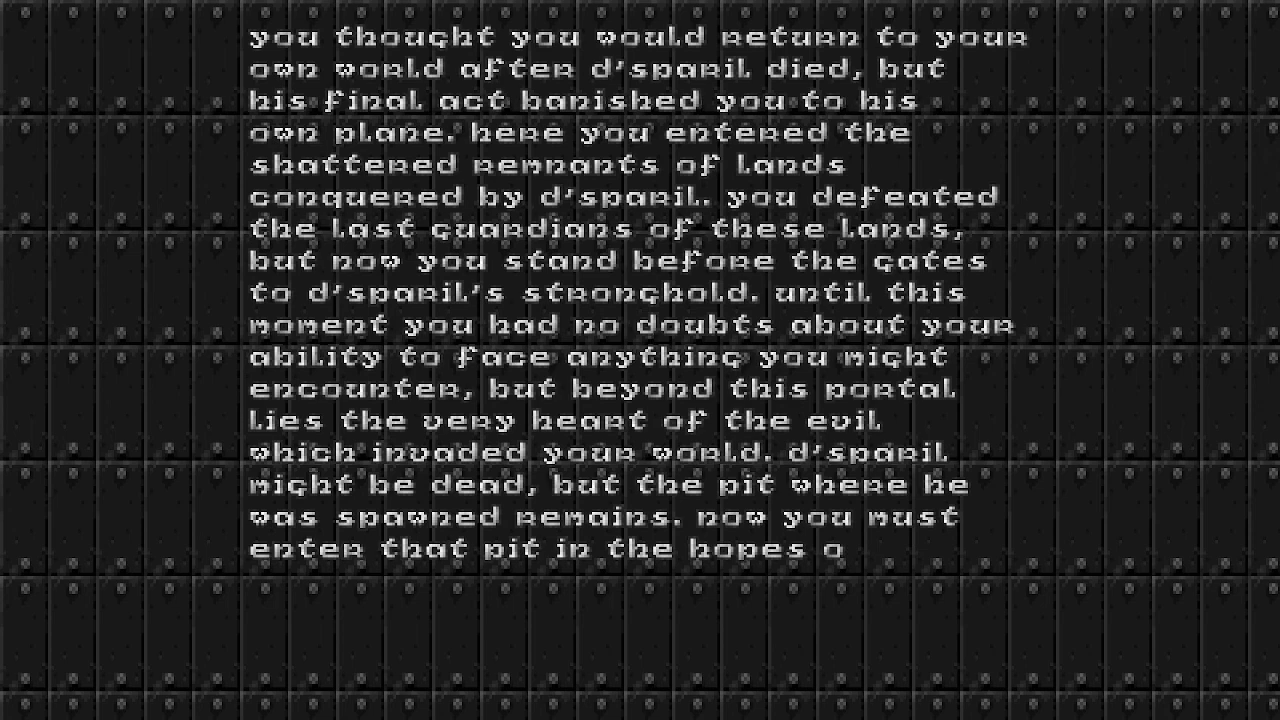 you thought you would return to your
own world after d'sparil died, but
his final act banished you to his
own plane. here you entered the
shattered remnants of lands
conquered by d'sparil. you defeated
the last guardians of these lands,
but now you stand before the gates
to d'sparil's stronghold. until this
moment you had no doubts about your
ability to face anything you might
encounter, but beyond this portal
lies the very heart of the evil
which invaded your world. d'sparil
might be dead, but the pit where he
was spawned remains. now you must
enter that pit in the hopes o